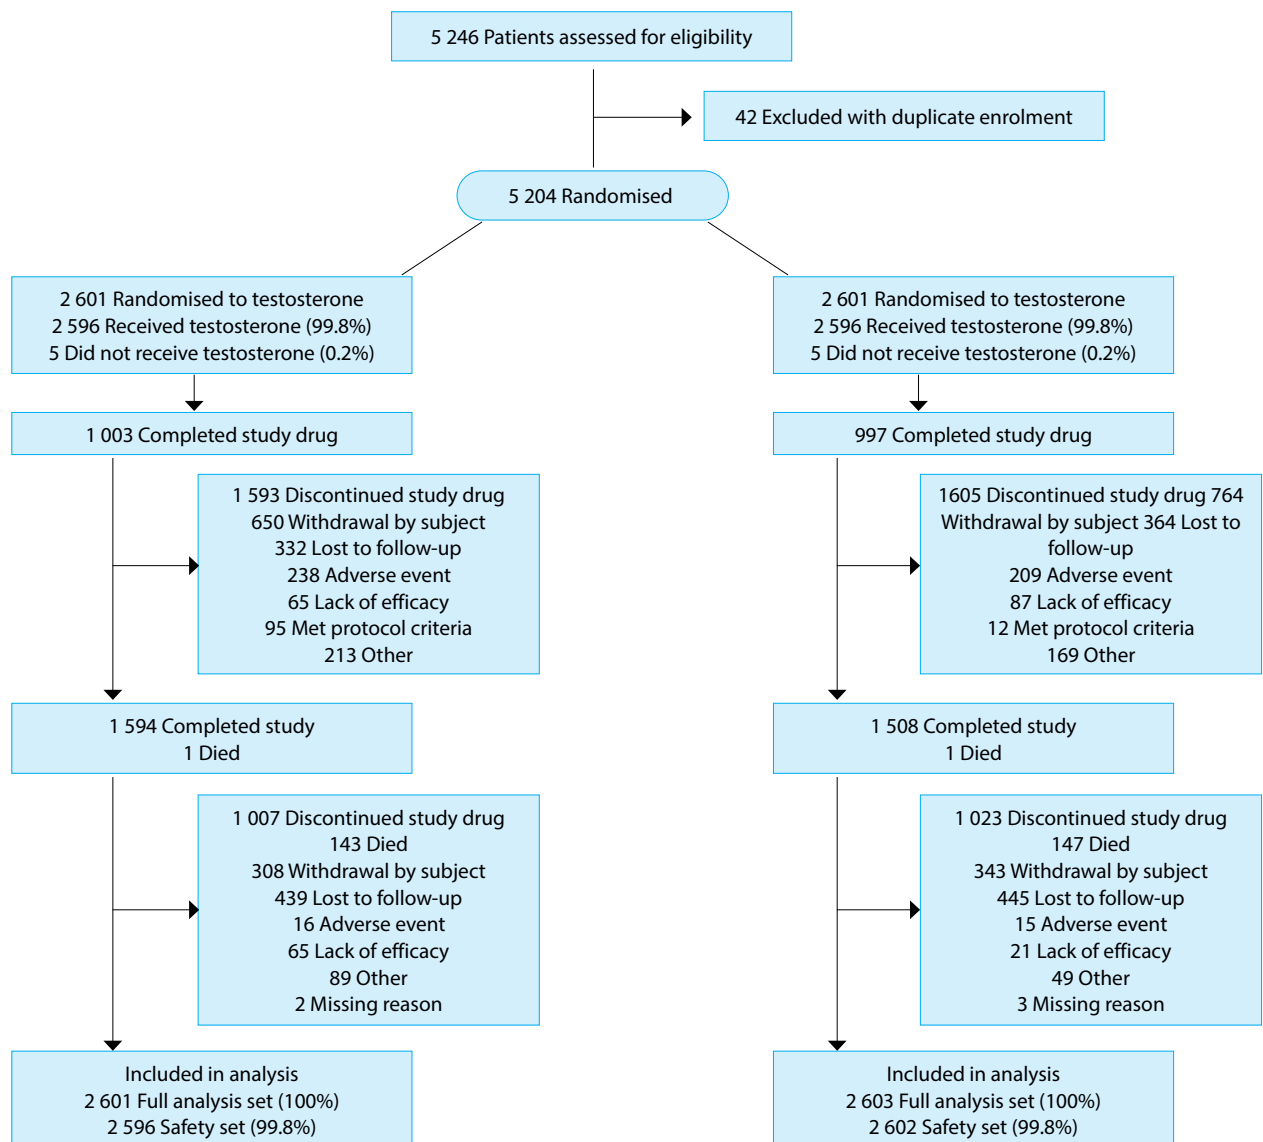 5 246 Patients assessed for eligibility
42 Excluded with duplicate enrolment
5 204 Randomised
2 601 Randomised to testosterone
2 596 Received testosterone (99.8%)
5 Did not receive testosterone (0.2%)
2 601 Randomised to testosterone
2 596 Received testosterone (99.8%)
5 Did not receive testosterone (0.2%)
1 003 Completed study drug
997 Completed study drug
1 593 Discontinued study drug
650 Withdrawal by subject
332 Lost to follow-up
238 Adverse event
65 Lack of efficacy
95 Met protocol criteria
213 Other
1605 Discontinued study drug 764
Withdrawal by subject 364 Lost to
follow-up
209 Adverse event
87 Lack of efficacy
12 Met protocol criteria
169 Other
1 594 Completed study
1 Died
1 508 Completed study
1 Died
1 007 Discontinued study drug
143 Died
308 Withdrawal by subject
439 Lost to follow-up
16 Adverse event
65 Lack of efficacy
89 Other
2 Missing reason
1 023 Discontinued study drug
147 Died
343 Withdrawal by subject
445 Lost to follow-up
15 Adverse event
21 Lack of efficacy
49 Other
3 Missing reason
Included in analysis
2 601 Full analysis set (100%)
2 596 Safety set (99.8%)
Included in analysis
2 603 Full analysis set (100%)
2 602 Safety set (99.8%)